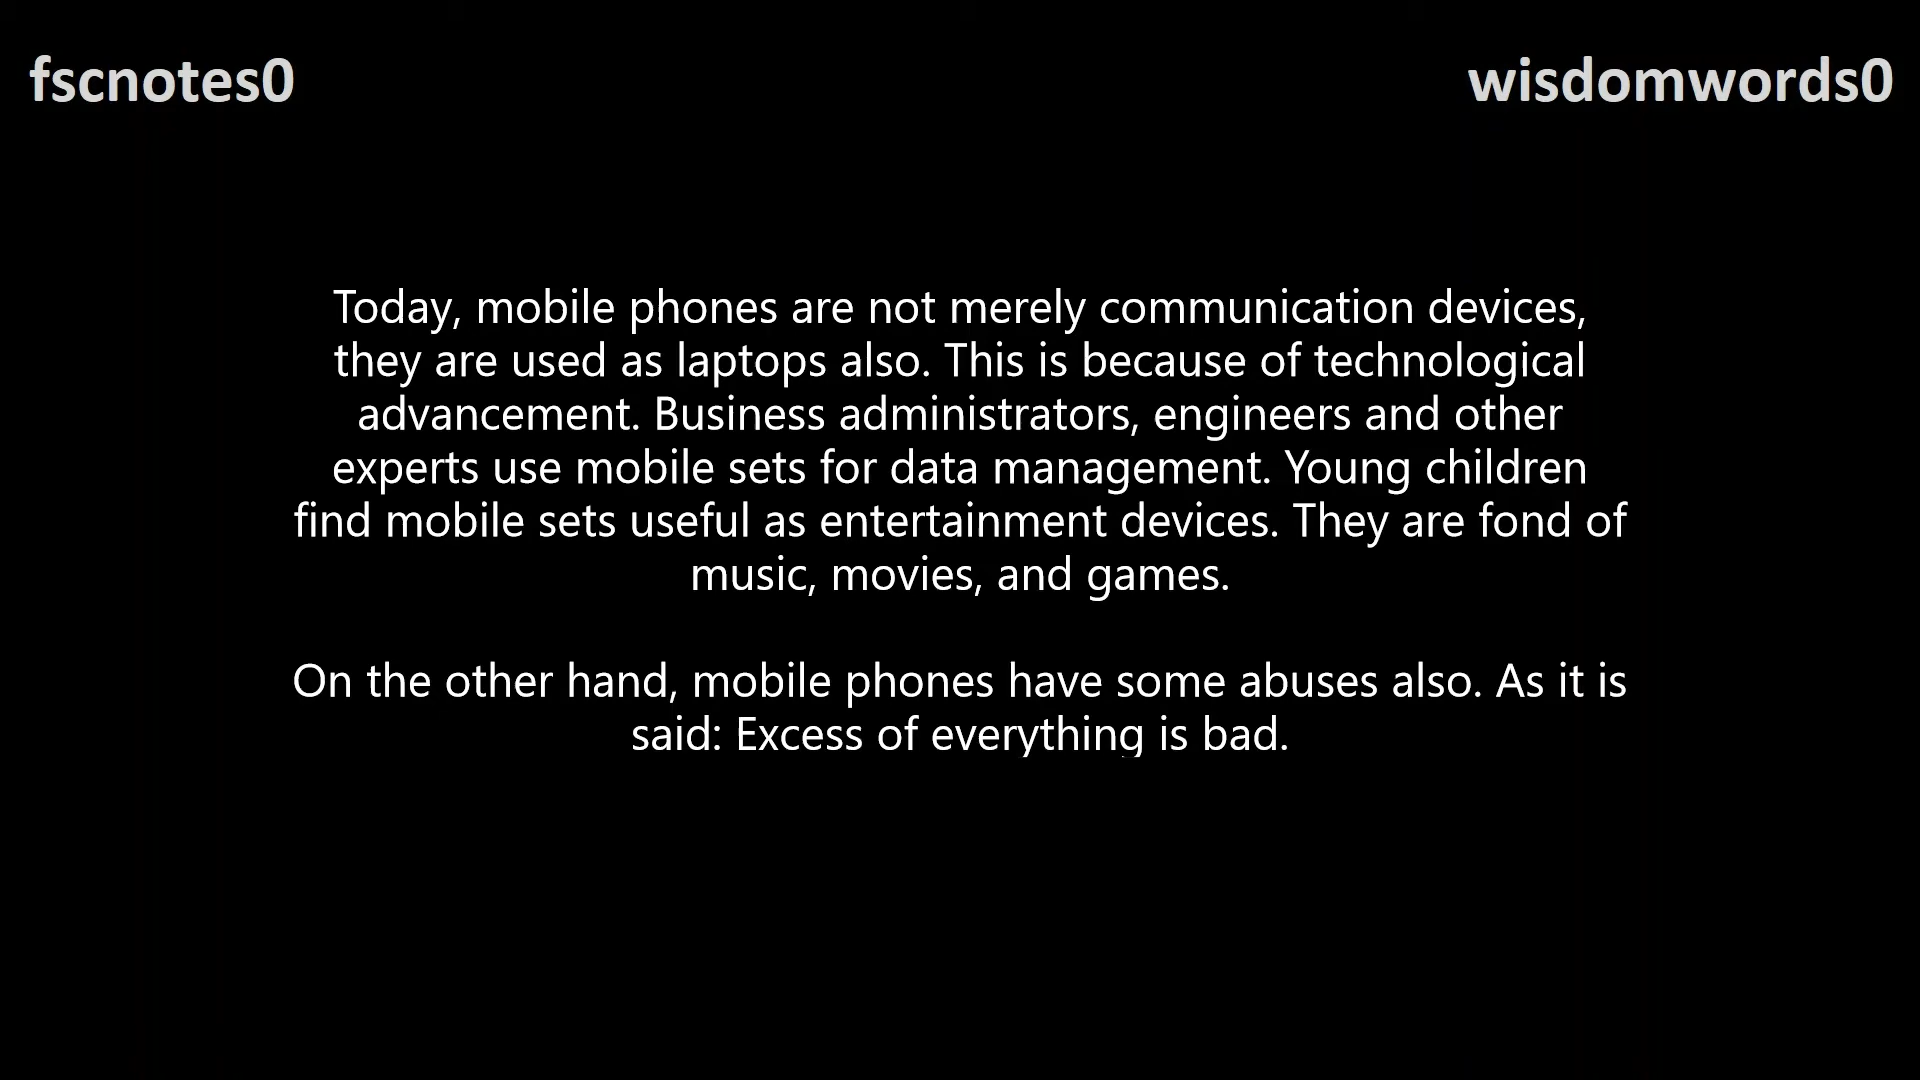 fscnotes0
wisdomwords0
Today, mobile phones are not merely communication devices,
they are used as laptops also. This is because of technological
advancement. Business administrators, engineers and other
experts use mobile sets for data management. Young children
find mobile sets useful as entertainment devices. They are fond of
music, movies, and games.
On the other hand, mobile phones have some abuses also. As it is
said: Excess of everything is bad.